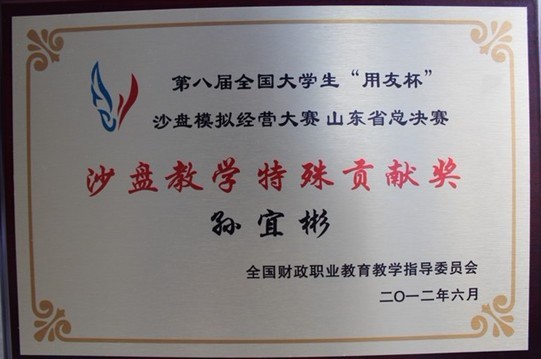 第八届全国大学生“用友杯”
沙盘模拟经营大赛 山东省总决赛
沙盘教学特殊贡献奖
孙宜彬
全国财政职业教育教学指导委员会
二〇一二年六月